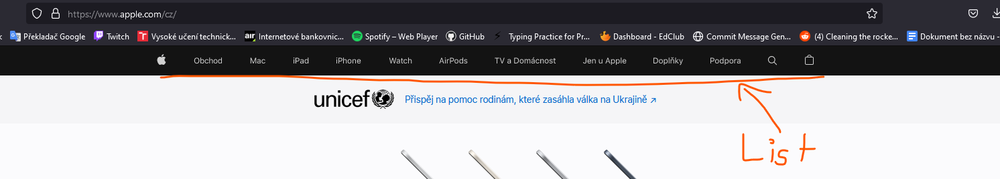 https://www.apple.com/cz/
k Překladač Google Twitch Vysoké učení technick... air Internetové bankovnic... Spotify – Web Player GitHub Typing Practice for Pr... Dashboard - EdClub Commit Message Gen... (4) Cleaning the rocke... Dokument bez názvu -
Obchod Mac iPad iPhone Watch AirPods TV a Domácnost Jen u Apple Doplňky Podpora
unicef Přispěj na pomoc rodinám, které zasáhla válka na Ukrajině ↗
List